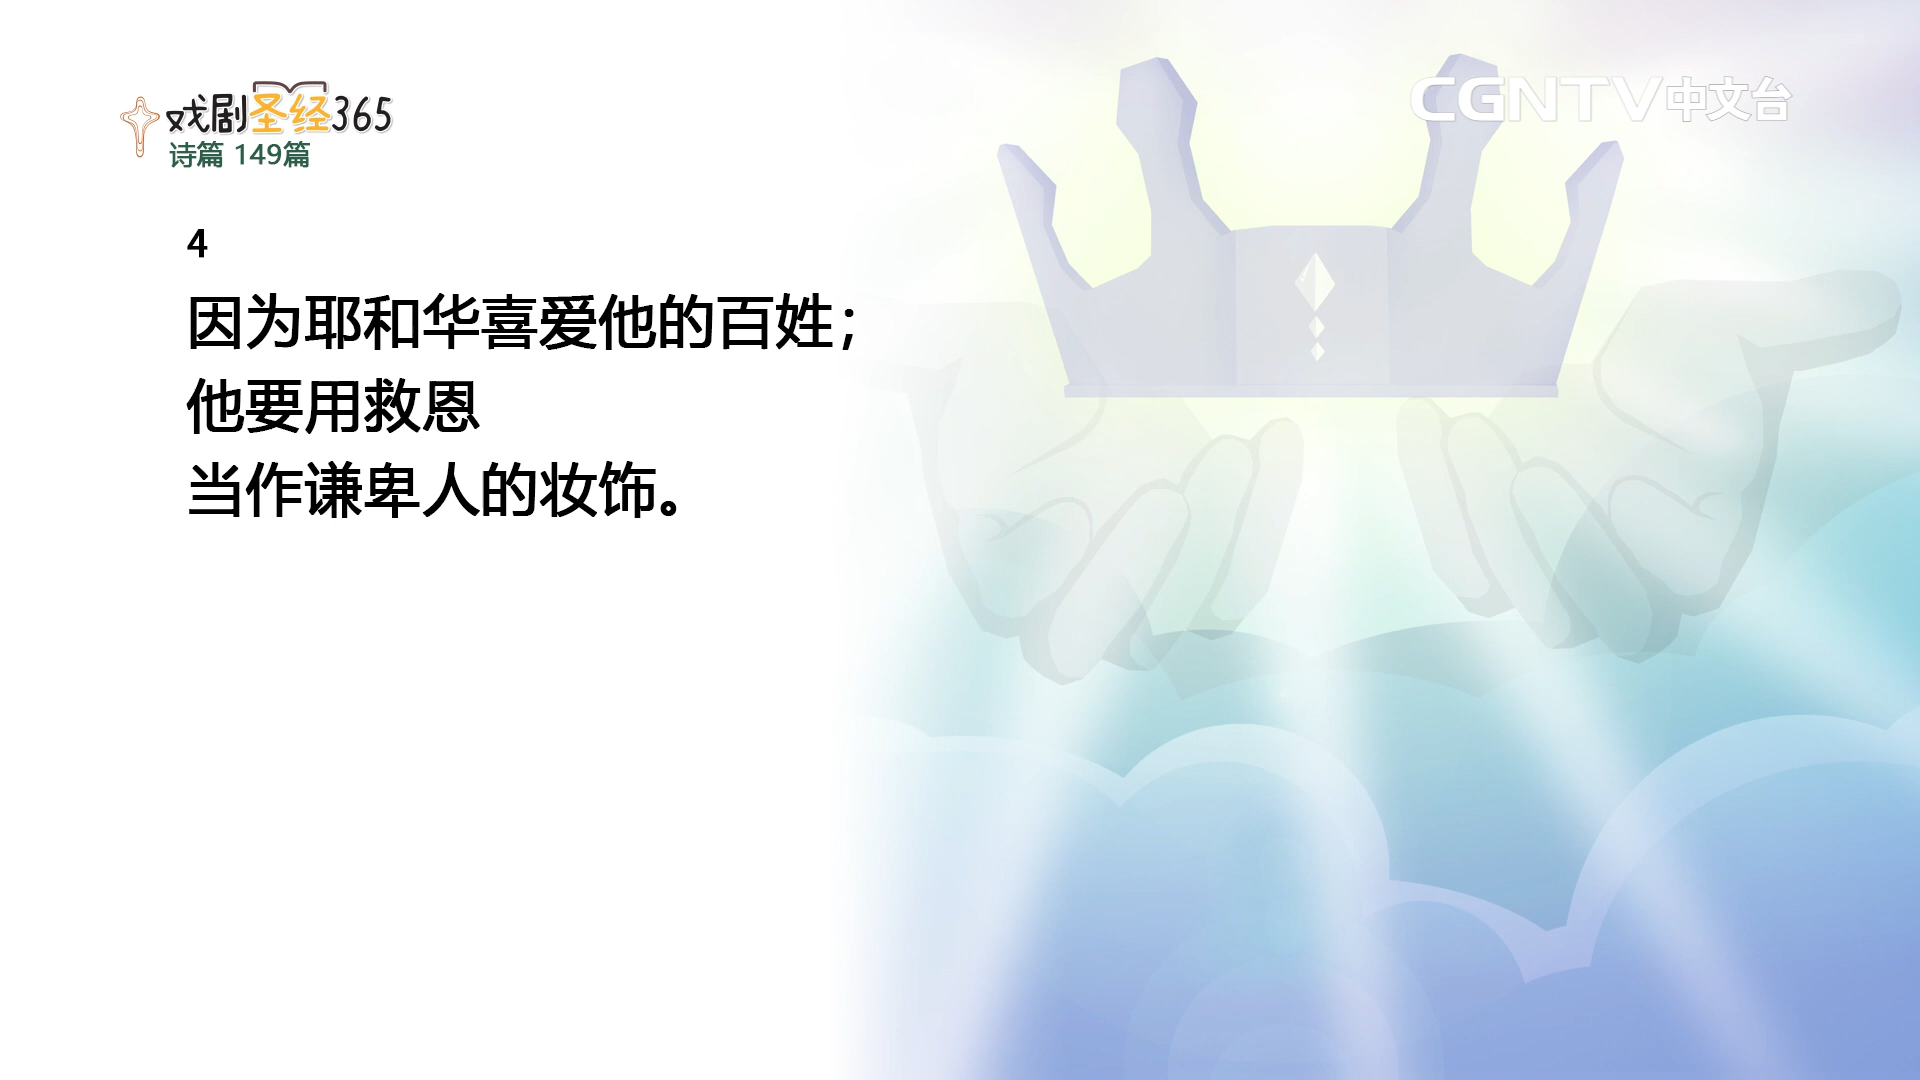 戏剧圣经365
CGNTV中文台
诗篇 149篇
4
因为耶和华喜爱他的百姓；
他要用救恩
当作谦卑人的妆饰。